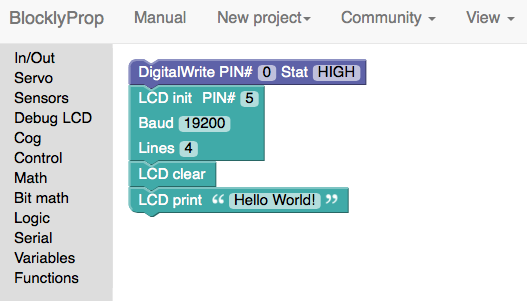 BlocklyProp Manual New project Community View
In/Out
Servo
Sensors
Debug LCD
Cog
Control
Math
Bit math
Logic
Serial
Variables
Functions
DigitalWrite PIN# 0 Stat HIGH
LCD init PIN# 5
Baud 19200
Lines 4
LCD clear
LCD print “ Hello World! ”